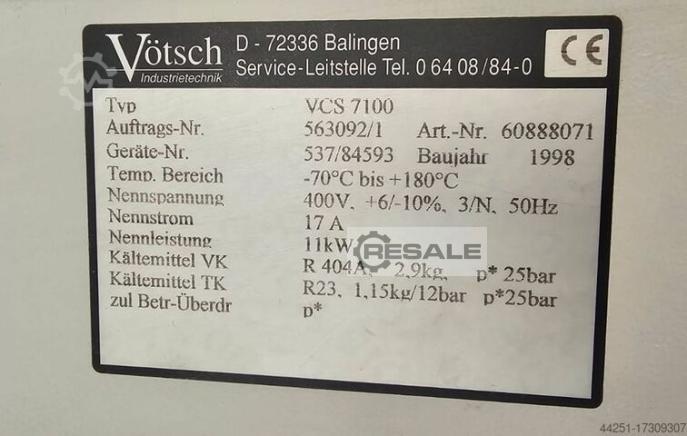 Vötsch
Industrietechnik
D - 72336 Balingen
Service-Leitstelle Tel. 0 64 08/84-0
CE
Typ VCS 7100
Auftrags-Nr. 563092/1 Art.-Nr. 60888071
Geräte-Nr. 537/84593 Baujahr 1998
Temp. Bereich -70°C bis +180°C
Nennspannung 400V, +6/-10%, 3/N, 50Hz
Nennstrom 17 A
Nennleistung 11kW
RESALE
Kältemittel VK R 404A, 2,9kg, p* 25bar
Kältemittel TK R23, 1,15kg/12bar p*25bar
zul Betr-Überdr p*
44251-17309307